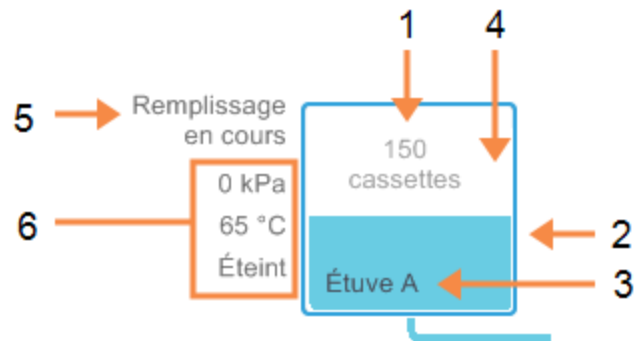 1
4
5
Remplissage
en cours
150
cassettes
0 kPa
6
65 °C
2
Éteint
Étuve A
3